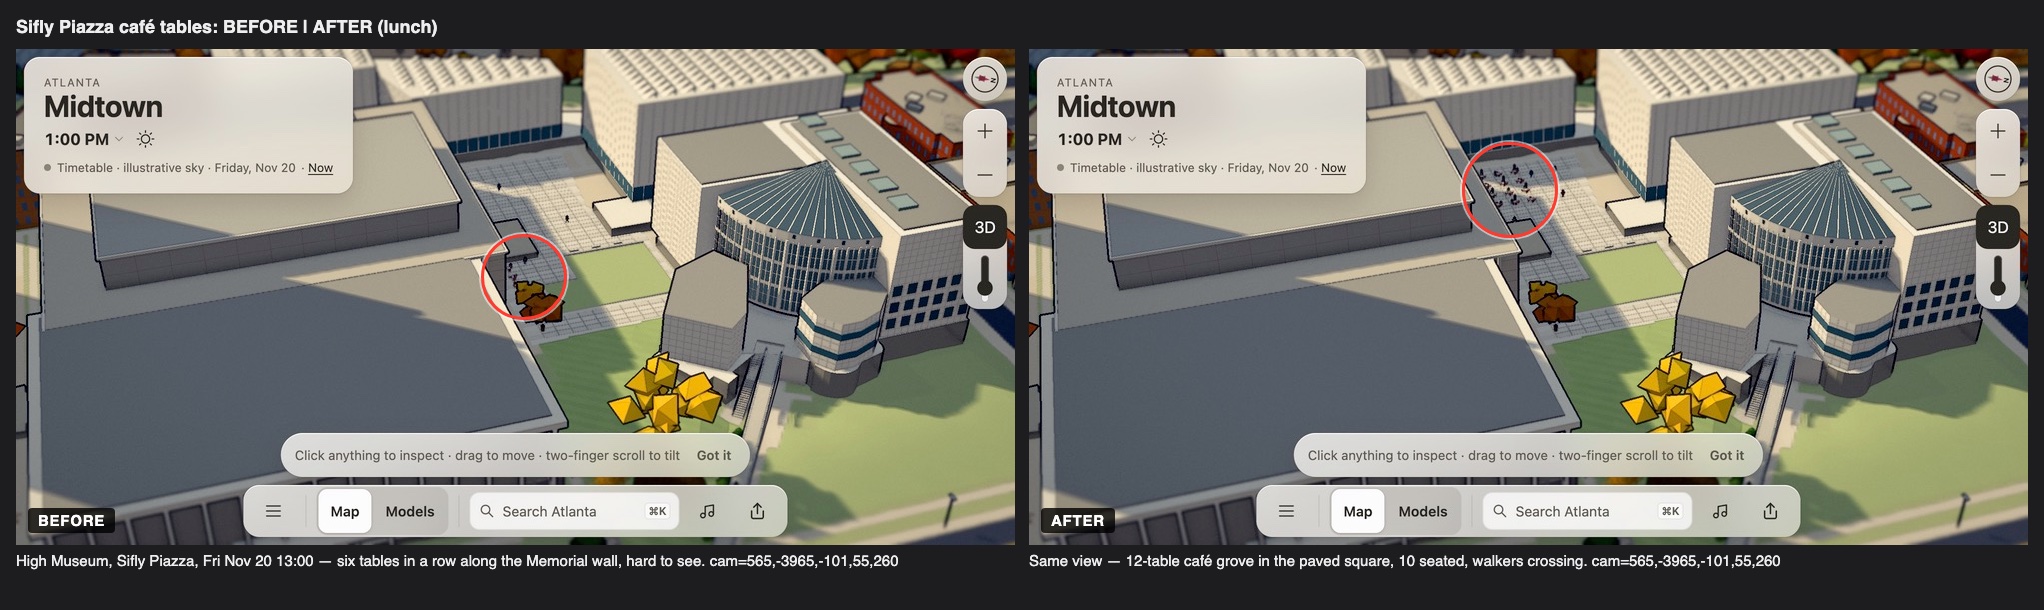 Sifly Piazza café tables: BEFORE | AFTER (lunch)
ATLANTA
Midtown
1:00 PM
Timetable · illustrative sky · Friday, Nov 20 · Now
N
+
−
3D
Click anything to inspect · drag to move · two-finger scroll to tilt Got it
Map Models Search Atlanta ⌘K
BEFORE
High Museum, Sifly Piazza, Fri Nov 20 13:00 — six tables in a row along the Memorial wall, hard to see. cam=565,-3965,-101,55,260
ATLANTA
Midtown
1:00 PM
Timetable · illustrative sky · Friday, Nov 20 · Now
N
+
−
3D
Click anything to inspect · drag to move · two-finger scroll to tilt Got it
Map Models Search Atlanta ⌘K
AFTER
Same view — 12-table café grove in the paved square, 10 seated, walkers crossing. cam=565,-3965,-101,55,260